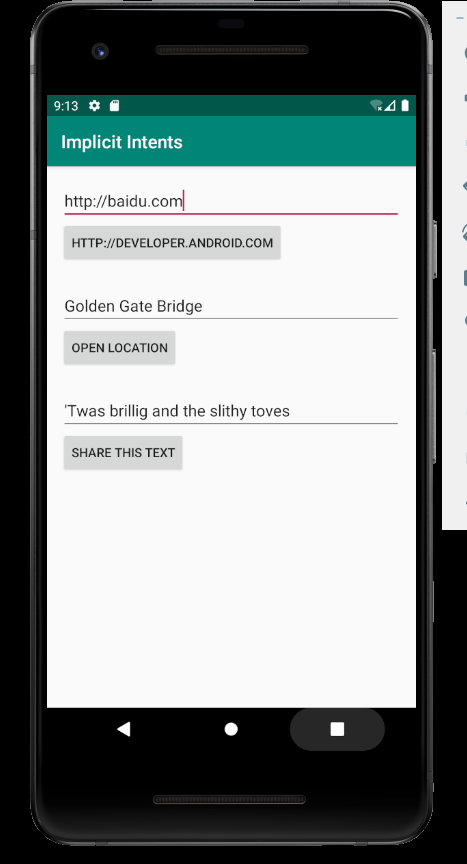 9:13
Implicit Intents
http://baidu.com
HTTP://DEVELOPER.ANDROID.COM
Golden Gate Bridge
OPEN LOCATION
'Twas brillig and the slithy toves
SHARE THIS TEXT